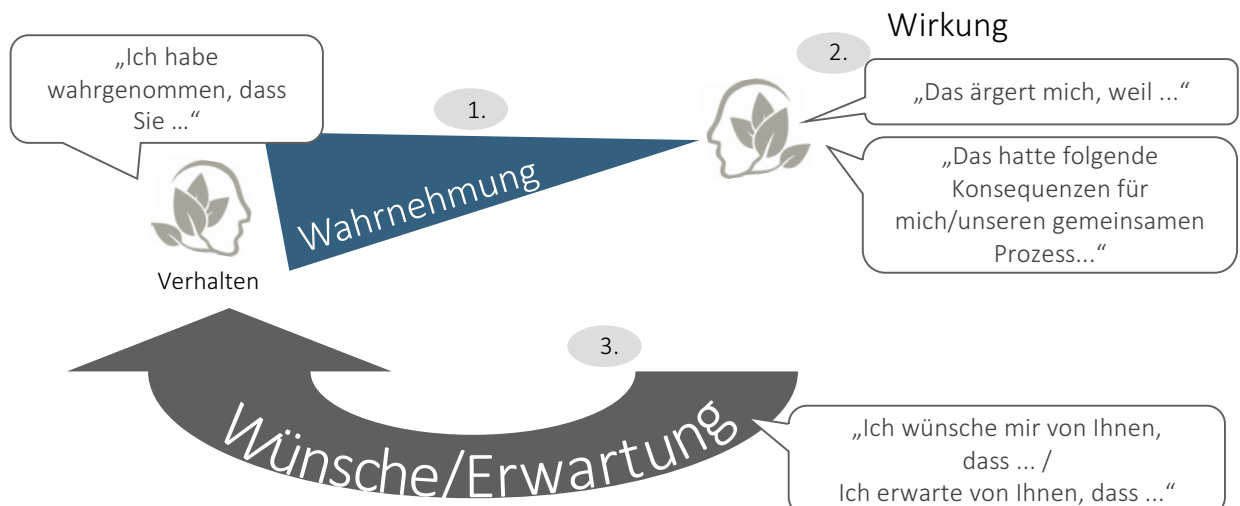 „Ich habe
wahrgenommen, dass
Sie ...“
1.
Wahrnehmung
Verhalten
Wirkung
2.
„Das ärgert mich, weil ...“
„Das hatte folgende
Konsequenzen für
mich/unseren gemeinsamen
Prozess...“
3.
Wünsche/Erwartung
„Ich wünsche mir von Ihnen,
dass ... /
Ich erwarte von Ihnen, dass ...“